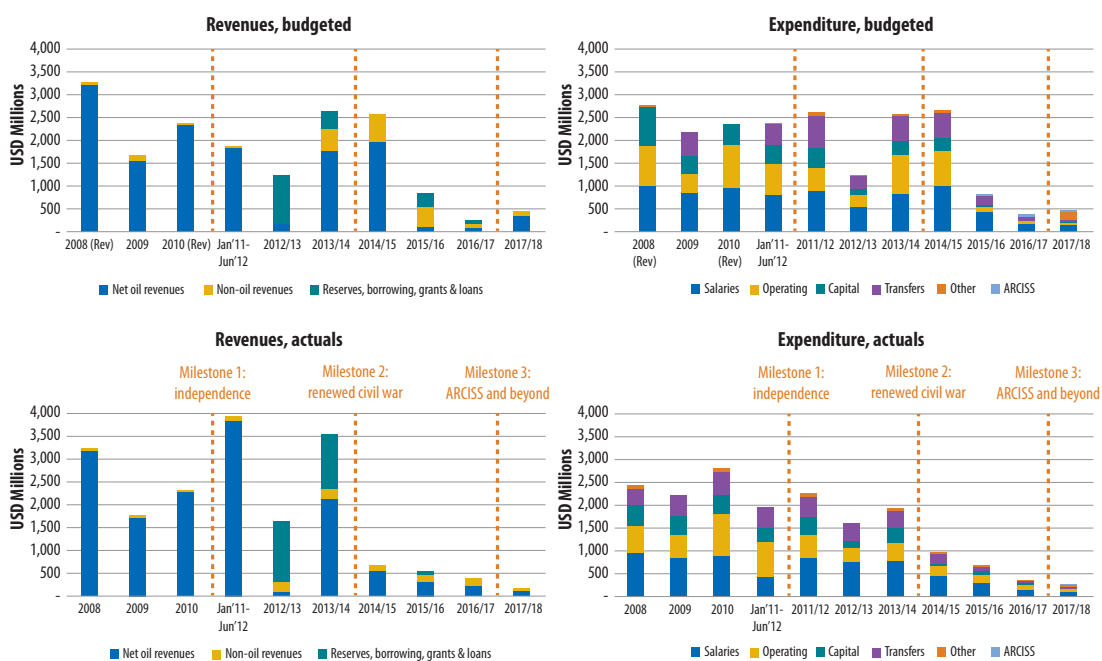 Revenues, budgeted
USD Millions
4,000
3,500
3,000
2,500
2,000
1,500
1,000
500
-
2008 (Rev) 2009 2010 (Rev) Jan'11- 2012/13 2013/14 2014/15 2015/16 2016/17 2017/18
Jun'12
Net oil revenues Non-oil revenues Reserves, borrowing, grants & loans
Expenditure, budgeted
USD Millions
4,000
3,500
3,000
2,500
2,000
1,500
1,000
500
-
2008 2009 2010 Jan'11- 2011/12 2012/13 2013/14 2014/15 2015/16 2016/17 2017/18
(Rev) (Rev) Jun'12
Salaries Operating Capital Transfers Other ARCISS
Revenues, actuals
Milestone 1: Milestone 2: Milestone 3:
independence renewed civil war ARCISS and beyond
USD Millions
4,000
3,500
3,000
2,500
2,000
1,500
1,000
500
-
2008 2009 2010 Jan'11- 2012/13 2013/14 2014/15 2015/16 2016/17 2017/18
Jun'12
Net oil revenues Non-oil revenues Reserves, borrowing, grants & loans
Expenditure, actuals
Milestone 1: Milestone 2: Milestone 3:
independence renewed civil war ARCISS and beyond
USD Millions
4,000
3,500
3,000
2,500
2,000
1,500
1,000
500
-
2008 2009 2010 Jan'11- 2011/12 2012/13 2013/14 2014/15 2015/16 2016/17 2017/18
Jun'12
Salaries Operating Capital Transfers Other ARCISS